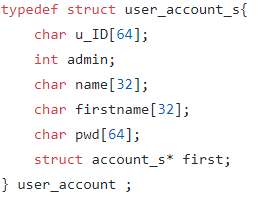 typedef struct user_account_s{
    char u_ID[64];
    int admin;
    char name[32];
    char firstname[32];
    char pwd[64];
    struct account_s* first;
} user_account ;